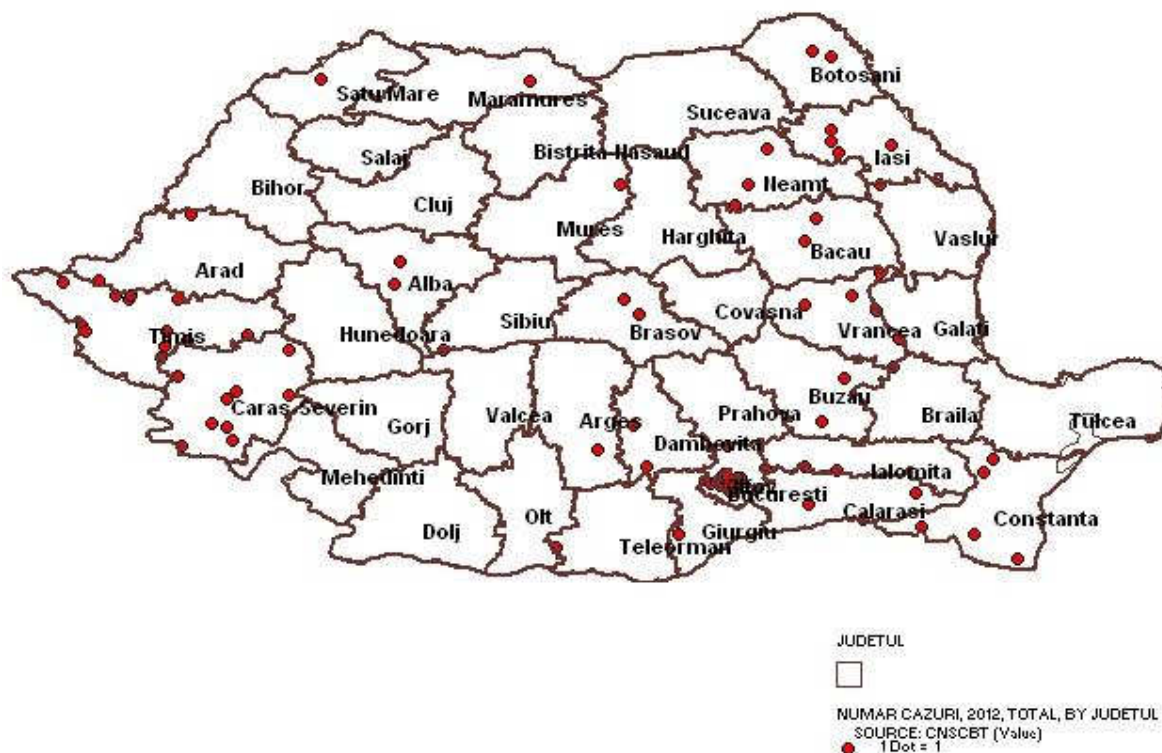 Botosani
Satu Mare
Maramures
Suceava
Iasi
Salaj
Bistrita-Nasaud
Neamt
Bihor
Cluj
Mures
Harghita
Bacau
Vaslui
Arad
Alba
Timis
Hunedoara
Sibiu
Brasov
Covasna
Vrancea
Galati
Caras-Severin
Gorj
Valcea
Arges
Prahova
Buzau
Braila
Tulcea
Dambovita
Mehedinti
Ialomita
Bucuresti
Calarasi
Constanta
Dolj
Olt
Teleorman
Giurgiu
JUDETUL
NUMAR CAZURI, 2012, TOTAL, BY JUDETUL
SOURCE: CNSCBT (Value)
1 Dot = 1